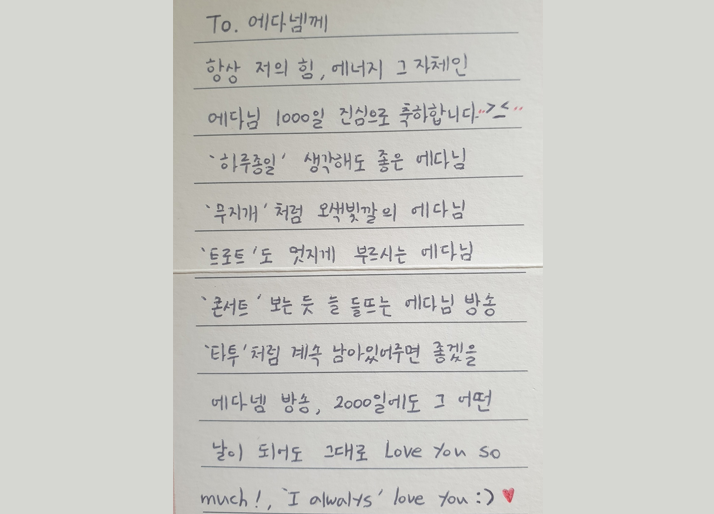 To. 에다넴께
항상 저의 힘, 에너지 그 자체인
에다님 1000일 진심으로 축하합니다 >_<
'하루종일' 생각해도 좋은 에다님
'무지개'처럼 오색빛깔의 에다님
'트로트'도 멋지게 부르시는 에다님
'콘서트' 보는 듯 늘 들뜨는 에다님 방송
'타투'처럼 계속 남아있어주면 좋겠을
에다넴 방송, 2000일에도 그 어떤
날이 되어도 그대로 Love You so
much!, 'I always' love you :) ♥